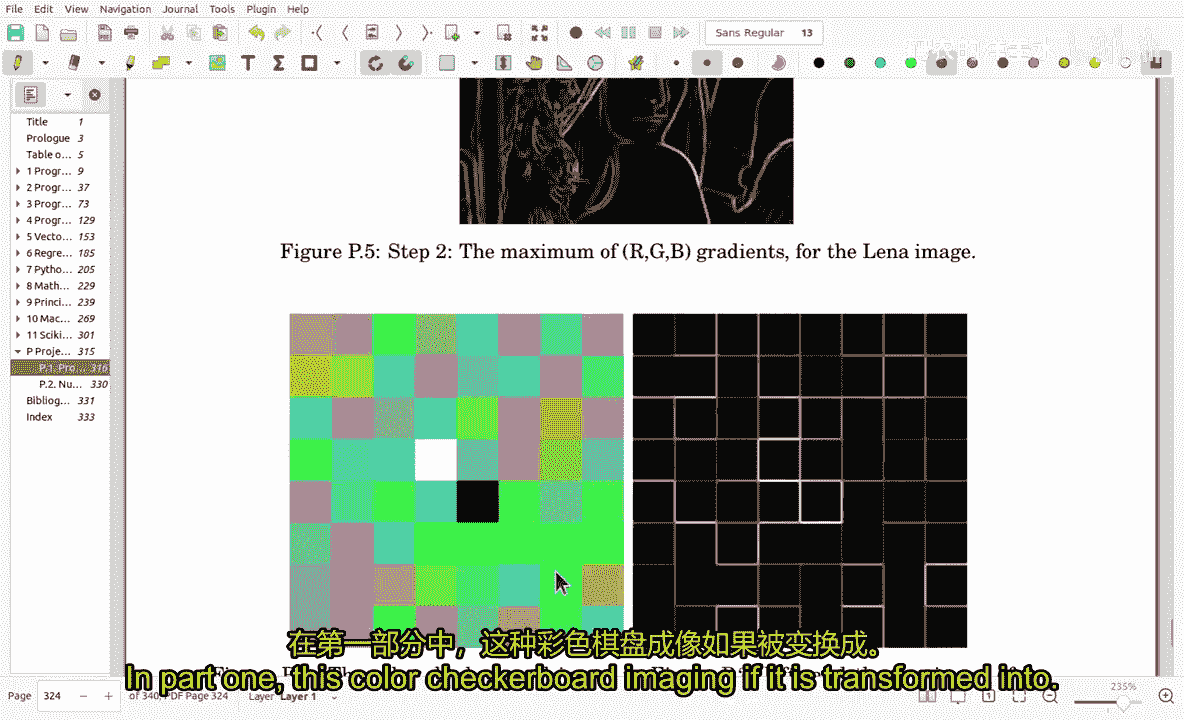 File Edit View Navigation Journal Tools Plugin Help
Sans Regular 13
Title 1
Prologue 3
Table o... 5
1 Progr... 9
2 Progr... 37
3 Progr... 73
4 Progr... 129
5 Vecto... 153
6 Regre... 185
7 Pytho... 205
8 Math... 229
9 Princi... 239
10 Mac... 269
11 Sciki... 301
P Proje... 315
P.1. Pro... 316
P.2. Nu... 330
Bibliog... 331
Index 333
Figure P.5: Step 2: The maximum of (R,G,B) gradients, for the Lena image.
在第一部分中，这种彩色棋盘成像如果被变换成。
In part one, this color checkerboard imaging if it is transformed into.
Page 324 of 340, PDF Page 324 Layer Layer 1
235%